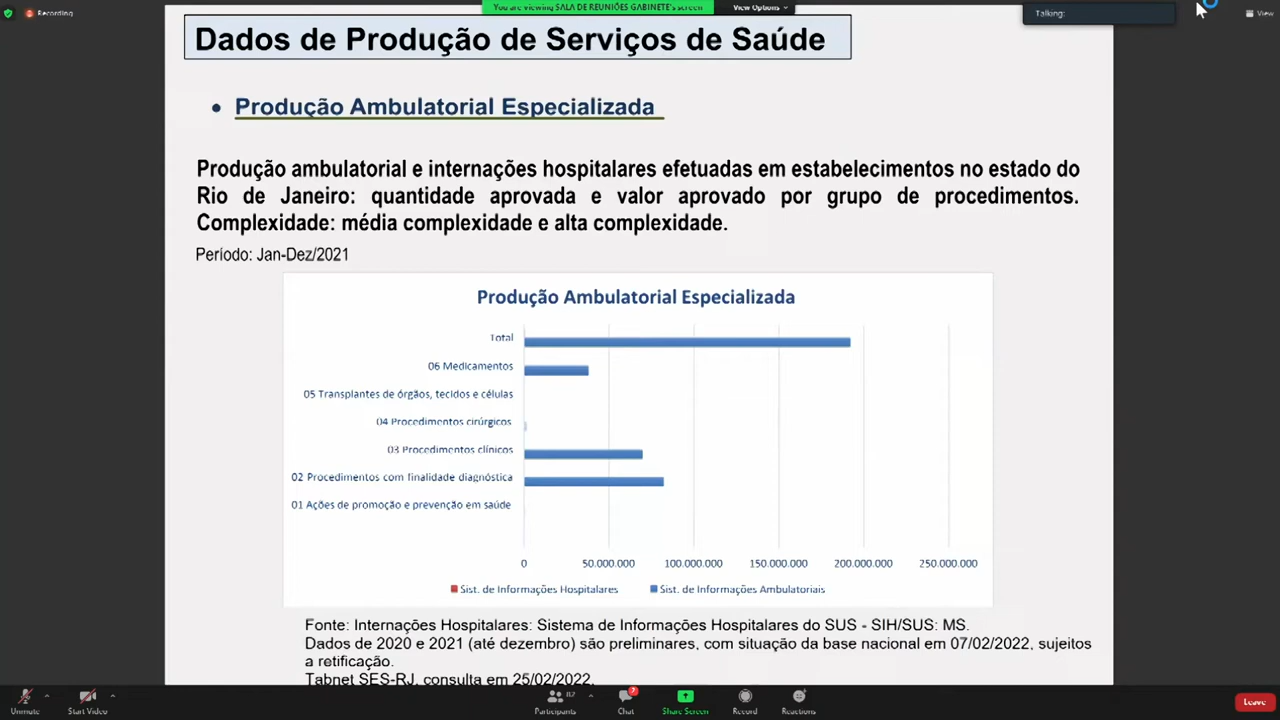 Recording
You are viewing SALA DE REUNIÕES GABINETE's screen
View Options
Talking:
View
Dados de Produção de Serviços de Saúde
• Produção Ambulatorial Especializada
Produção ambulatorial e internações hospitalares efetuadas em estabelecimentos no estado do
Rio de Janeiro: quantidade aprovada e valor aprovado por grupo de procedimentos.
Complexidade: média complexidade e alta complexidade.
Período: Jan-Dez/2021
Produção Ambulatorial Especializada
Total
06 Medicamentos
05 Transplantes de órgãos, tecidos e células
04 Procedimentos cirúrgicos
03 Procedimentos clínicos
02 Procedimentos com finalidade diagnóstica
01 Ações de promoção e prevenção em saúde
0 50.000.000 100.000.000 150.000.000 200.000.000 250.000.000
Sist. de Informações Hospitalares Sist. de Informações Ambulatoriais
Fonte: Internações Hospitalares: Sistema de Informações Hospitalares do SUS - SIH/SUS: MS.
Dados de 2020 e 2021 (até dezembro) são preliminares, com situação da base nacional em 07/02/2022, sujeitos
a retificação.
Tabnet SES-RJ, consulta em 25/02/2022.
Unmute
Start Video
Participants
7
Chat
Share Screen
Record
Reactions
Leave